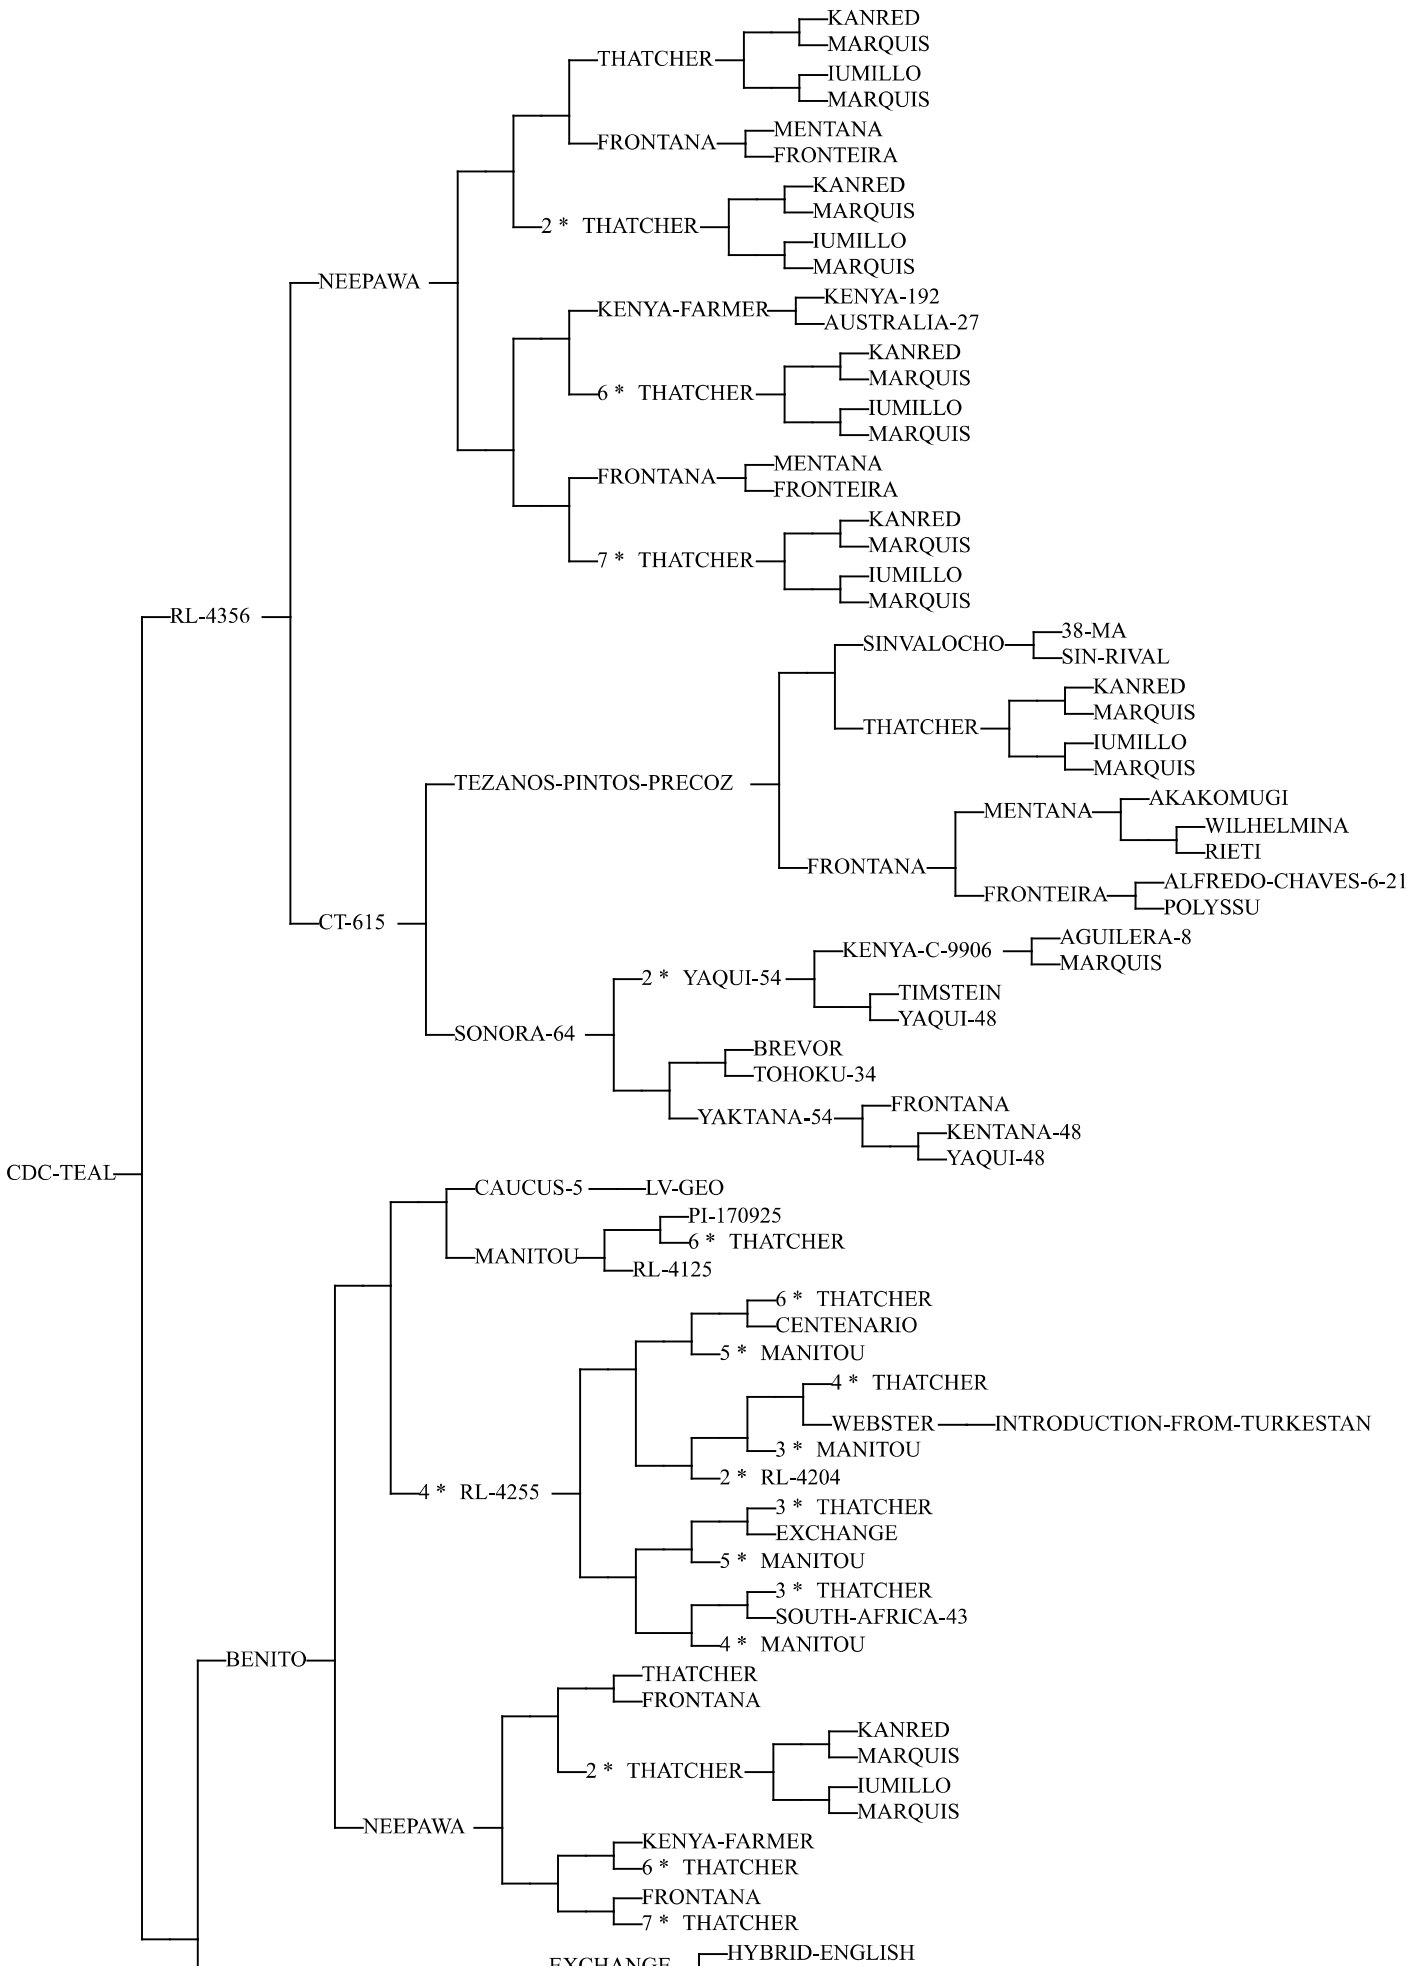 KANRED
MARQUIS
THATCHER
IUMILLO
MARQUIS
MENTANA
FRONTANA
FRONTEIRA
KANRED
MARQUIS
2 * THATCHER
IUMILLO
MARQUIS
NEEPAWA
KENYA-192
KENYA-FARMER
AUSTRALIA-27
KANRED
MARQUIS
6 * THATCHER
IUMILLO
MARQUIS
MENTANA
FRONTANA
FRONTEIRA
KANRED
MARQUIS
7 * THATCHER
IUMILLO
MARQUIS
RL-4356
38-MA
SINVALOCHO
SIN-RIVAL
KANRED
MARQUIS
THATCHER
IUMILLO
MARQUIS
TEZANOS-PINTOS-PRECOZ
AKAKOMUGI
MENTANA
WILHELMINA
RIETI
FRONTANA
ALFREDO-CHAVES-6-21
FRONTEIRA
POLYSSU
CT-615
AGUILERA-8
KENYA-C-9906
MARQUIS
2 * YAQUI-54
TIMSTEIN
YAQUI-48
SONORA-64
BREVOR
TOHOKU-34
FRONTANA
YAKTANA-54
KENTANA-48
YAQUI-48
CDC-TEAL
CAUCUS-5
LV-GEO
PI-170925
6 * THATCHER
MANITOU
RL-4125
6 * THATCHER
CENTENARIO
5 * MANITOU
4 * THATCHER
WEBSTER
INTRODUCTION-FROM-TURKESTAN
3 * MANITOU
2 * RL-4204
4 * RL-4255
3 * THATCHER
EXCHANGE
5 * MANITOU
3 * THATCHER
SOUTH-AFRICA-43
4 * MANITOU
BENITO
THATCHER
FRONTANA
KANRED
MARQUIS
2 * THATCHER
IUMILLO
MARQUIS
NEEPAWA
KENYA-FARMER
6 * THATCHER
FRONTANA
7 * THATCHER
HYBRID-ENGLISH
EXCHANGE